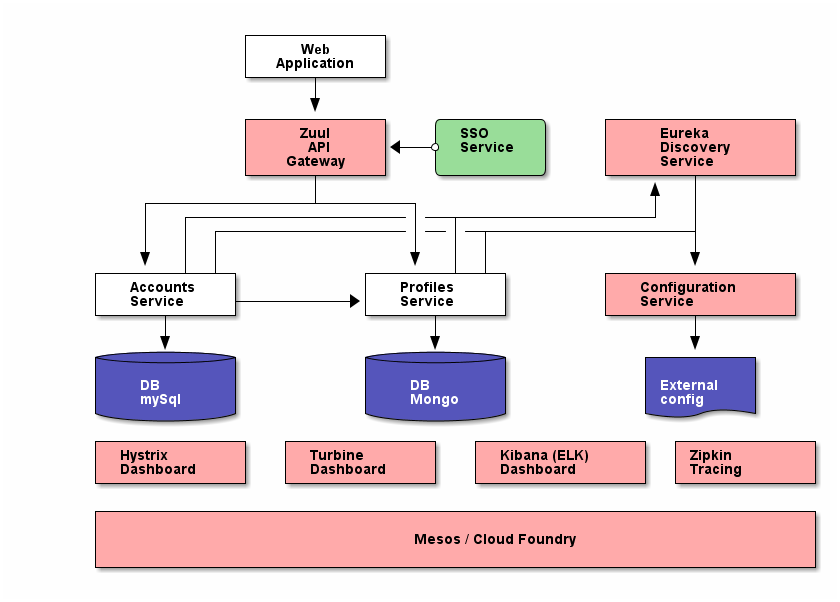 Web
Application
Zuul
API
Gateway
SSO
Service
Eureka
Discovery
Service
Accounts
Service
Profiles
Service
Configuration
Service
DB
mySql
DB
Mongo
External
config
Hystrix
Dashboard
Turbine
Dashboard
Kibana (ELK)
Dashboard
Zipkin
Tracing
Mesos / Cloud Foundry